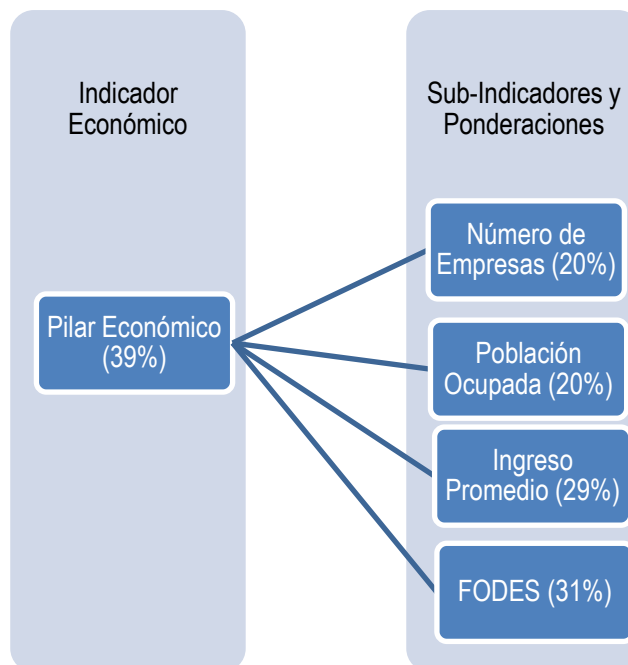 Indicador
Económico
Sub-Indicadores y
Ponderaciones
Pilar Económico
(39%)
Número de
Empresas (20%)
Población
Ocupada (20%)
Ingreso
Promedio (29%)
FODES (31%)